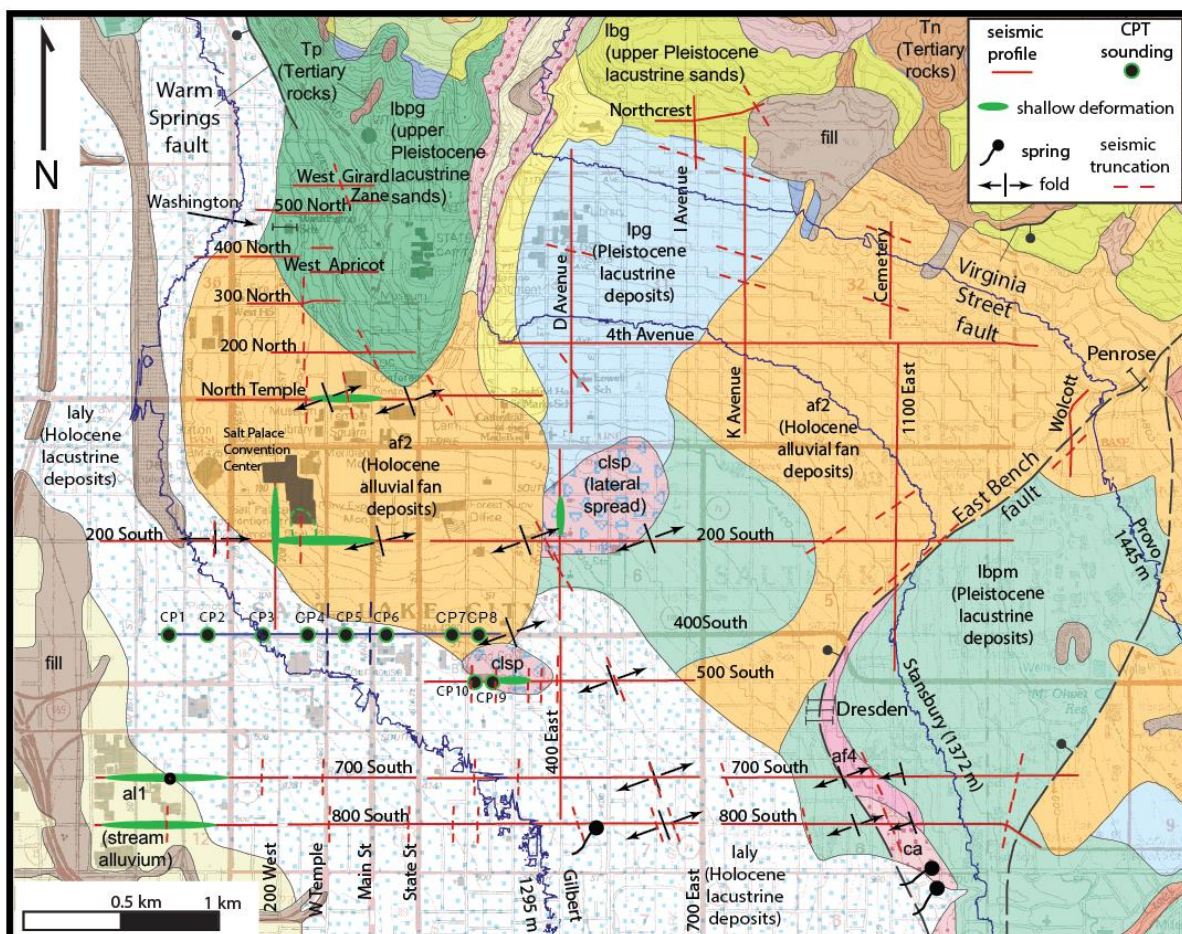 N
Warm
Springs
fault
Tp
(Tertiary
rocks)
lbpg
(upper
Pleistocene
lacustrine
sands)
lbg
(upper Pleistocene
lacustrine sands)
Tn
(Tertiary
rocks)
seismic
profile
CPT
sounding
shallow deformation
spring
seismic
truncation
fold
Northcrest
fill
West Girard
Zane
Washington
500 North
400 North
West Apricot
300 North
200 North
North Temple
D Avenue
I Avenue
K Avenue
lpg
(Pleistocene
lacustrine
deposits)
4th Avenue
Cemetery
32
Virginia
Street
fault
Penrose
Wolcott
1100 East
laly
(Holocene
lacustrine
deposits)
Salt Palace
Convention
Center
af2
(Holocene
alluvial fan
deposits)
clsp
(lateral
spread)
af2
(Holocene
alluvial fan
deposits)
East Bench
fault
Provo
1445 m
200 South
200 South
lbpm
(Pleistocene
lacustrine
deposits)
SALT LAKE CITY
CP1
CP2
CP3
CP4
CP5
CP6
CP7
CP8
400South
fill
clsp
CP10
CPI9
500 South
400 East
Dresden
Stansbury (1372 m)
700 South
700 South
af4
al1
(stream
alluvium)
800 South
800 South
ca
200 West
W Temple
Main St
State St
1295 m
Gilbert
700 East
laly
(Holocene
lacustrine
deposits)
0.5 km
1 km